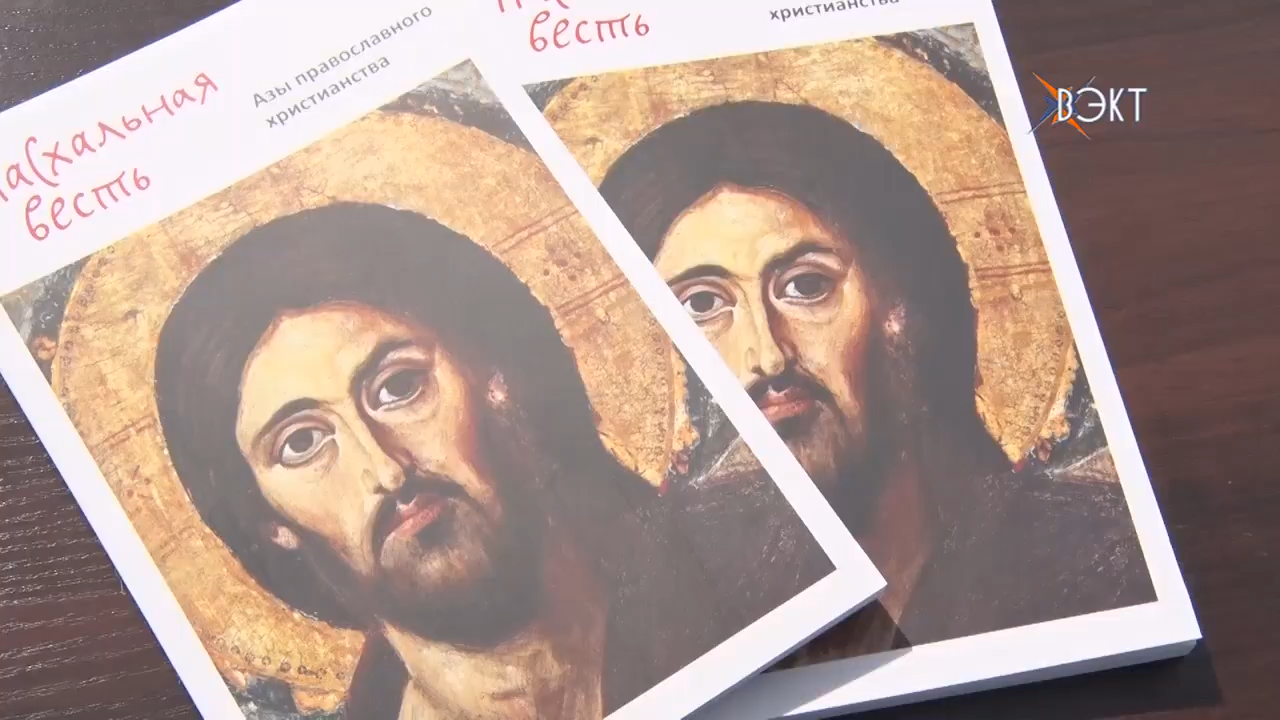 асхальная
весть
Азы православного
христианства
весть
христианства
ВЭКТ